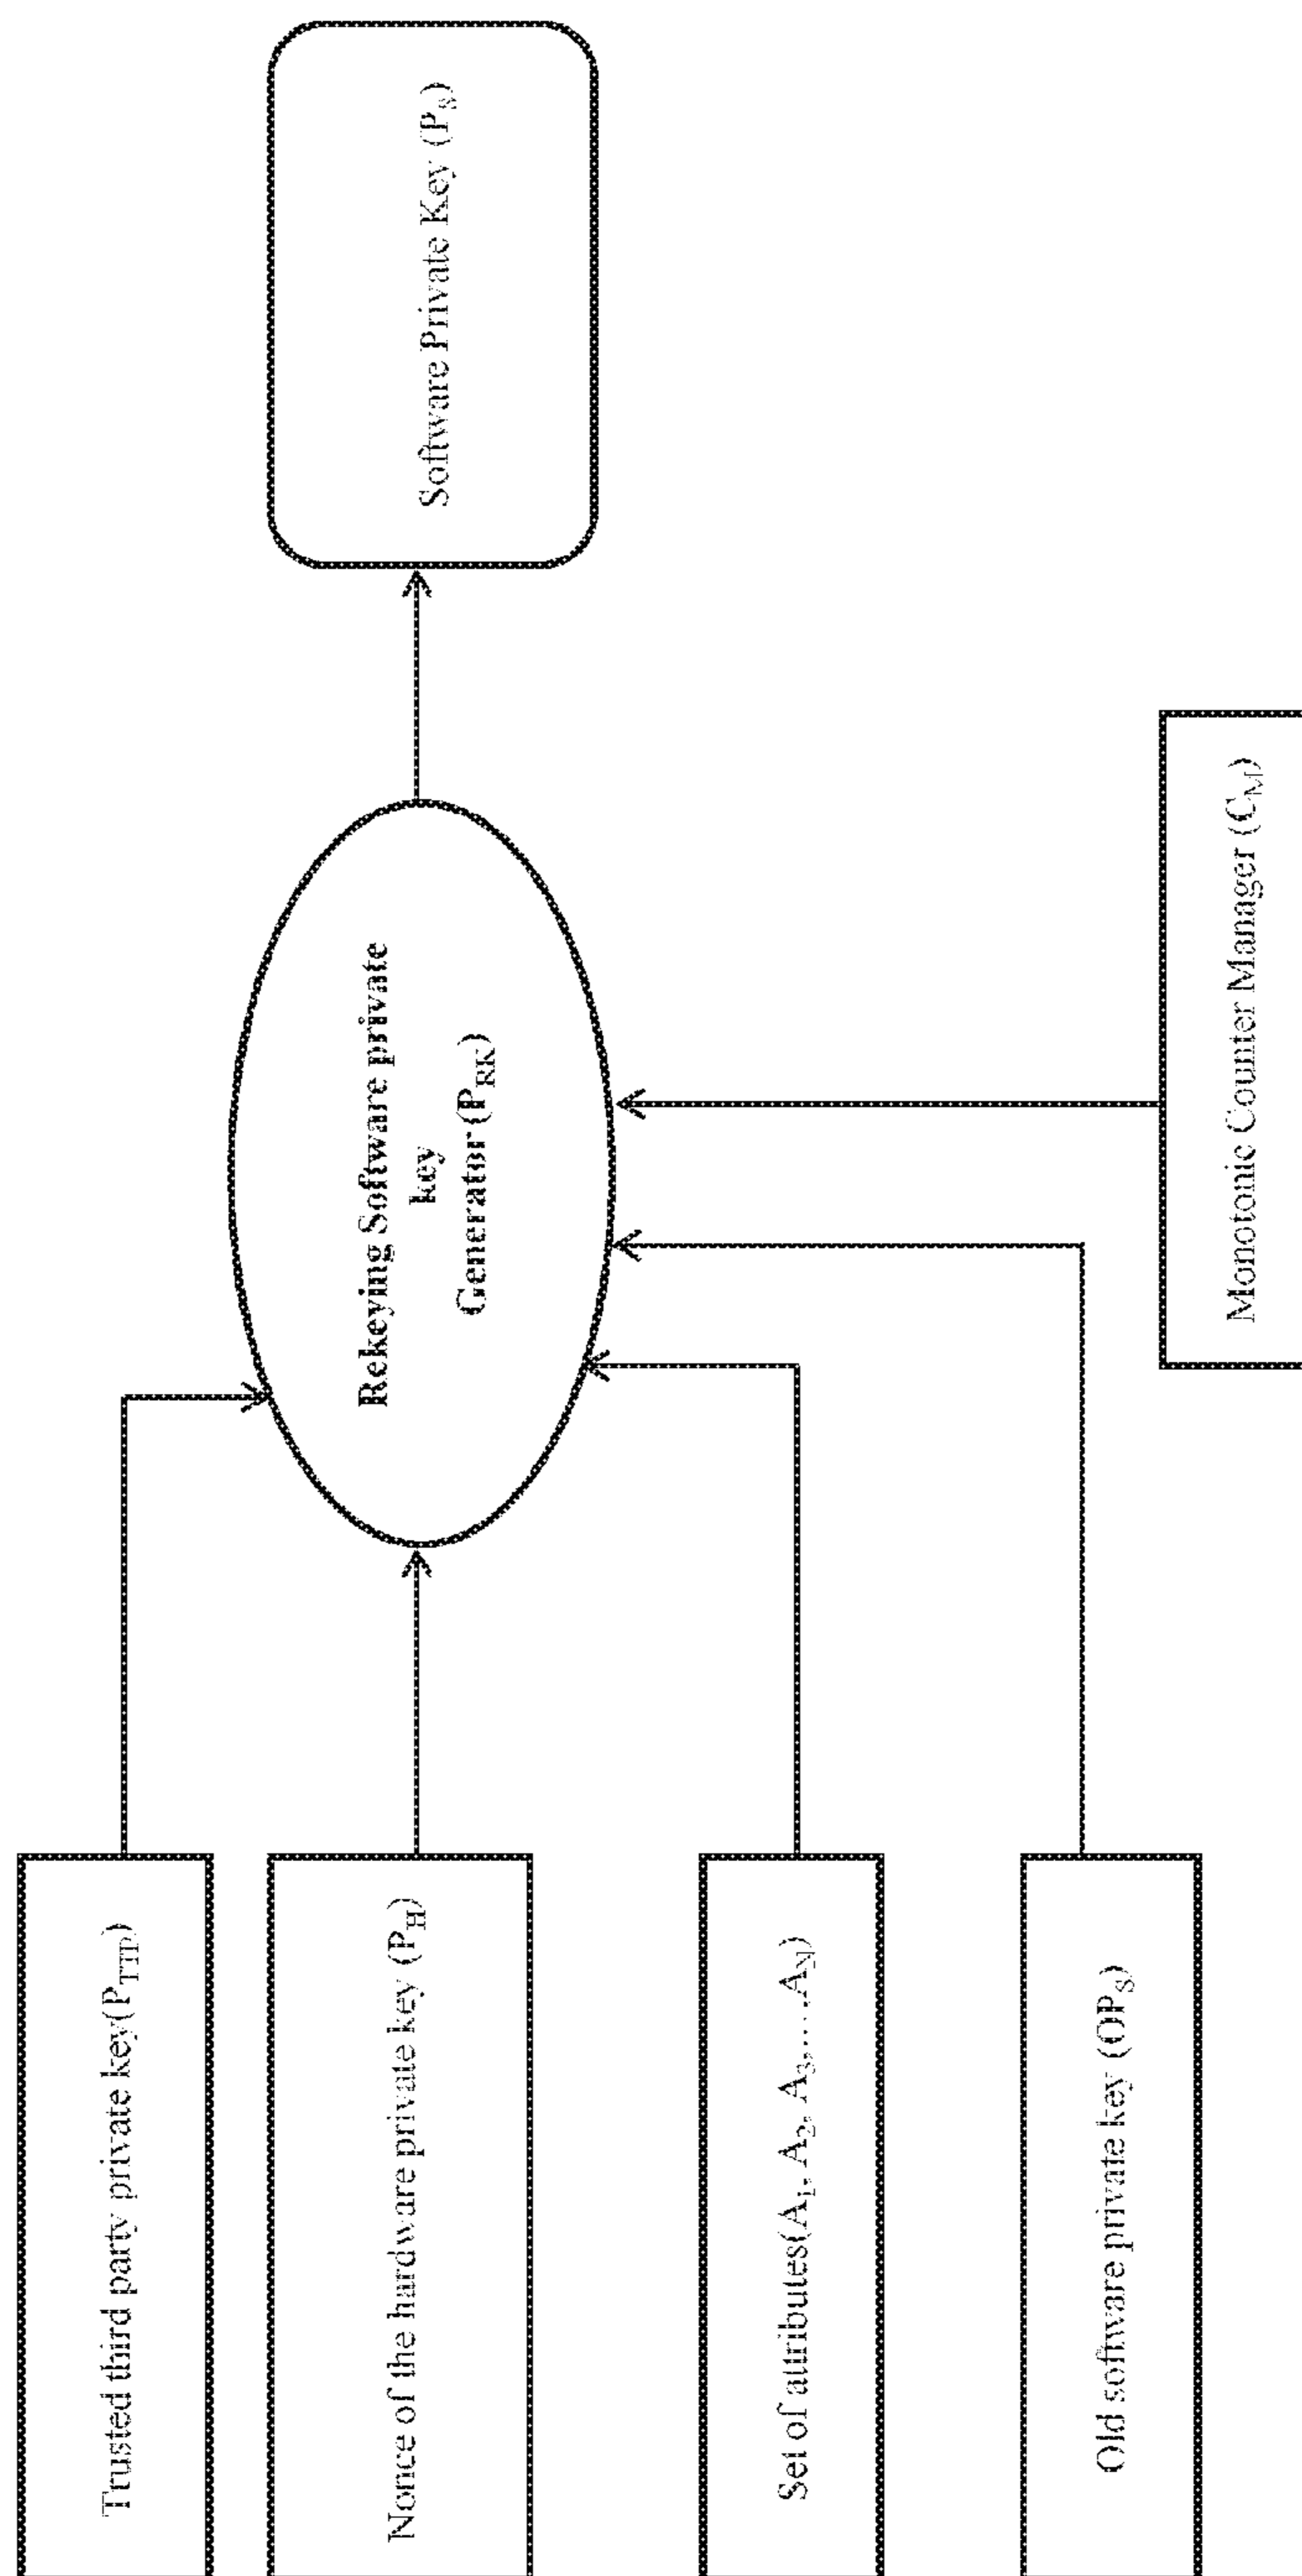 Trusted third party private key(P_TTP)
Nonce of the hardware private key (P_H)
Set of attributes(A_1, A_2, A_3,....A_N)
Old software private key (OP_S)
Rekeying Software private
key
Generator(P_RK)
Monotonic Counter Manager (C_M)
Software Private Key (P_S)